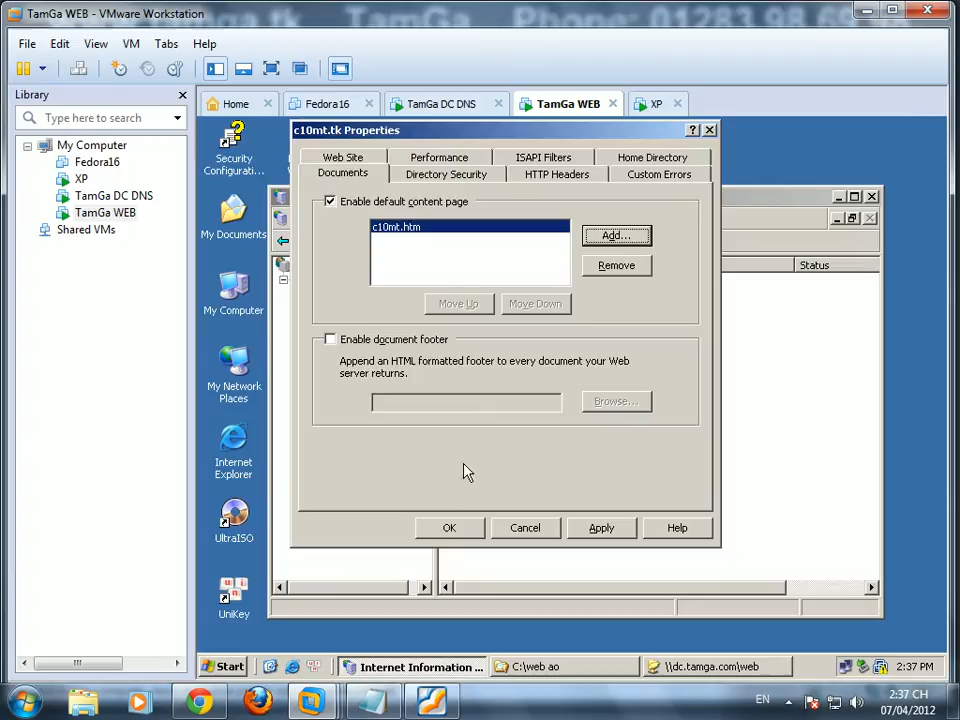 TamGa WEB - VMware Workstation
File Edit View VM Tabs Help
Library
Type here to search
My Computer
Fedora16
XP
TamGa DC DNS
TamGa WEB
Shared VMs
Home
Fedora16
TamGa DC DNS
TamGa WEB
XP
Security
Configurati...
My Documents
My Computer
My Network
Places
Internet
Explorer
UltraISO
UniKey
c10mt.tk Properties
Web Site
Performance
ISAPI Filters
Home Directory
Documents
Directory Security
HTTP Headers
Custom Errors
Enable default content page
c10mt.htm
Add...
Remove
Move Up
Move Down
Enable document footer
Append an HTML formatted footer to every document your Web
server returns.
Browse...
OK
Cancel
Apply
Help
Status
Start
Internet Information ...
C:\web ao
\\dc.tamga.com\web
2:37 PM
EN
2:37 CH
07/04/2012